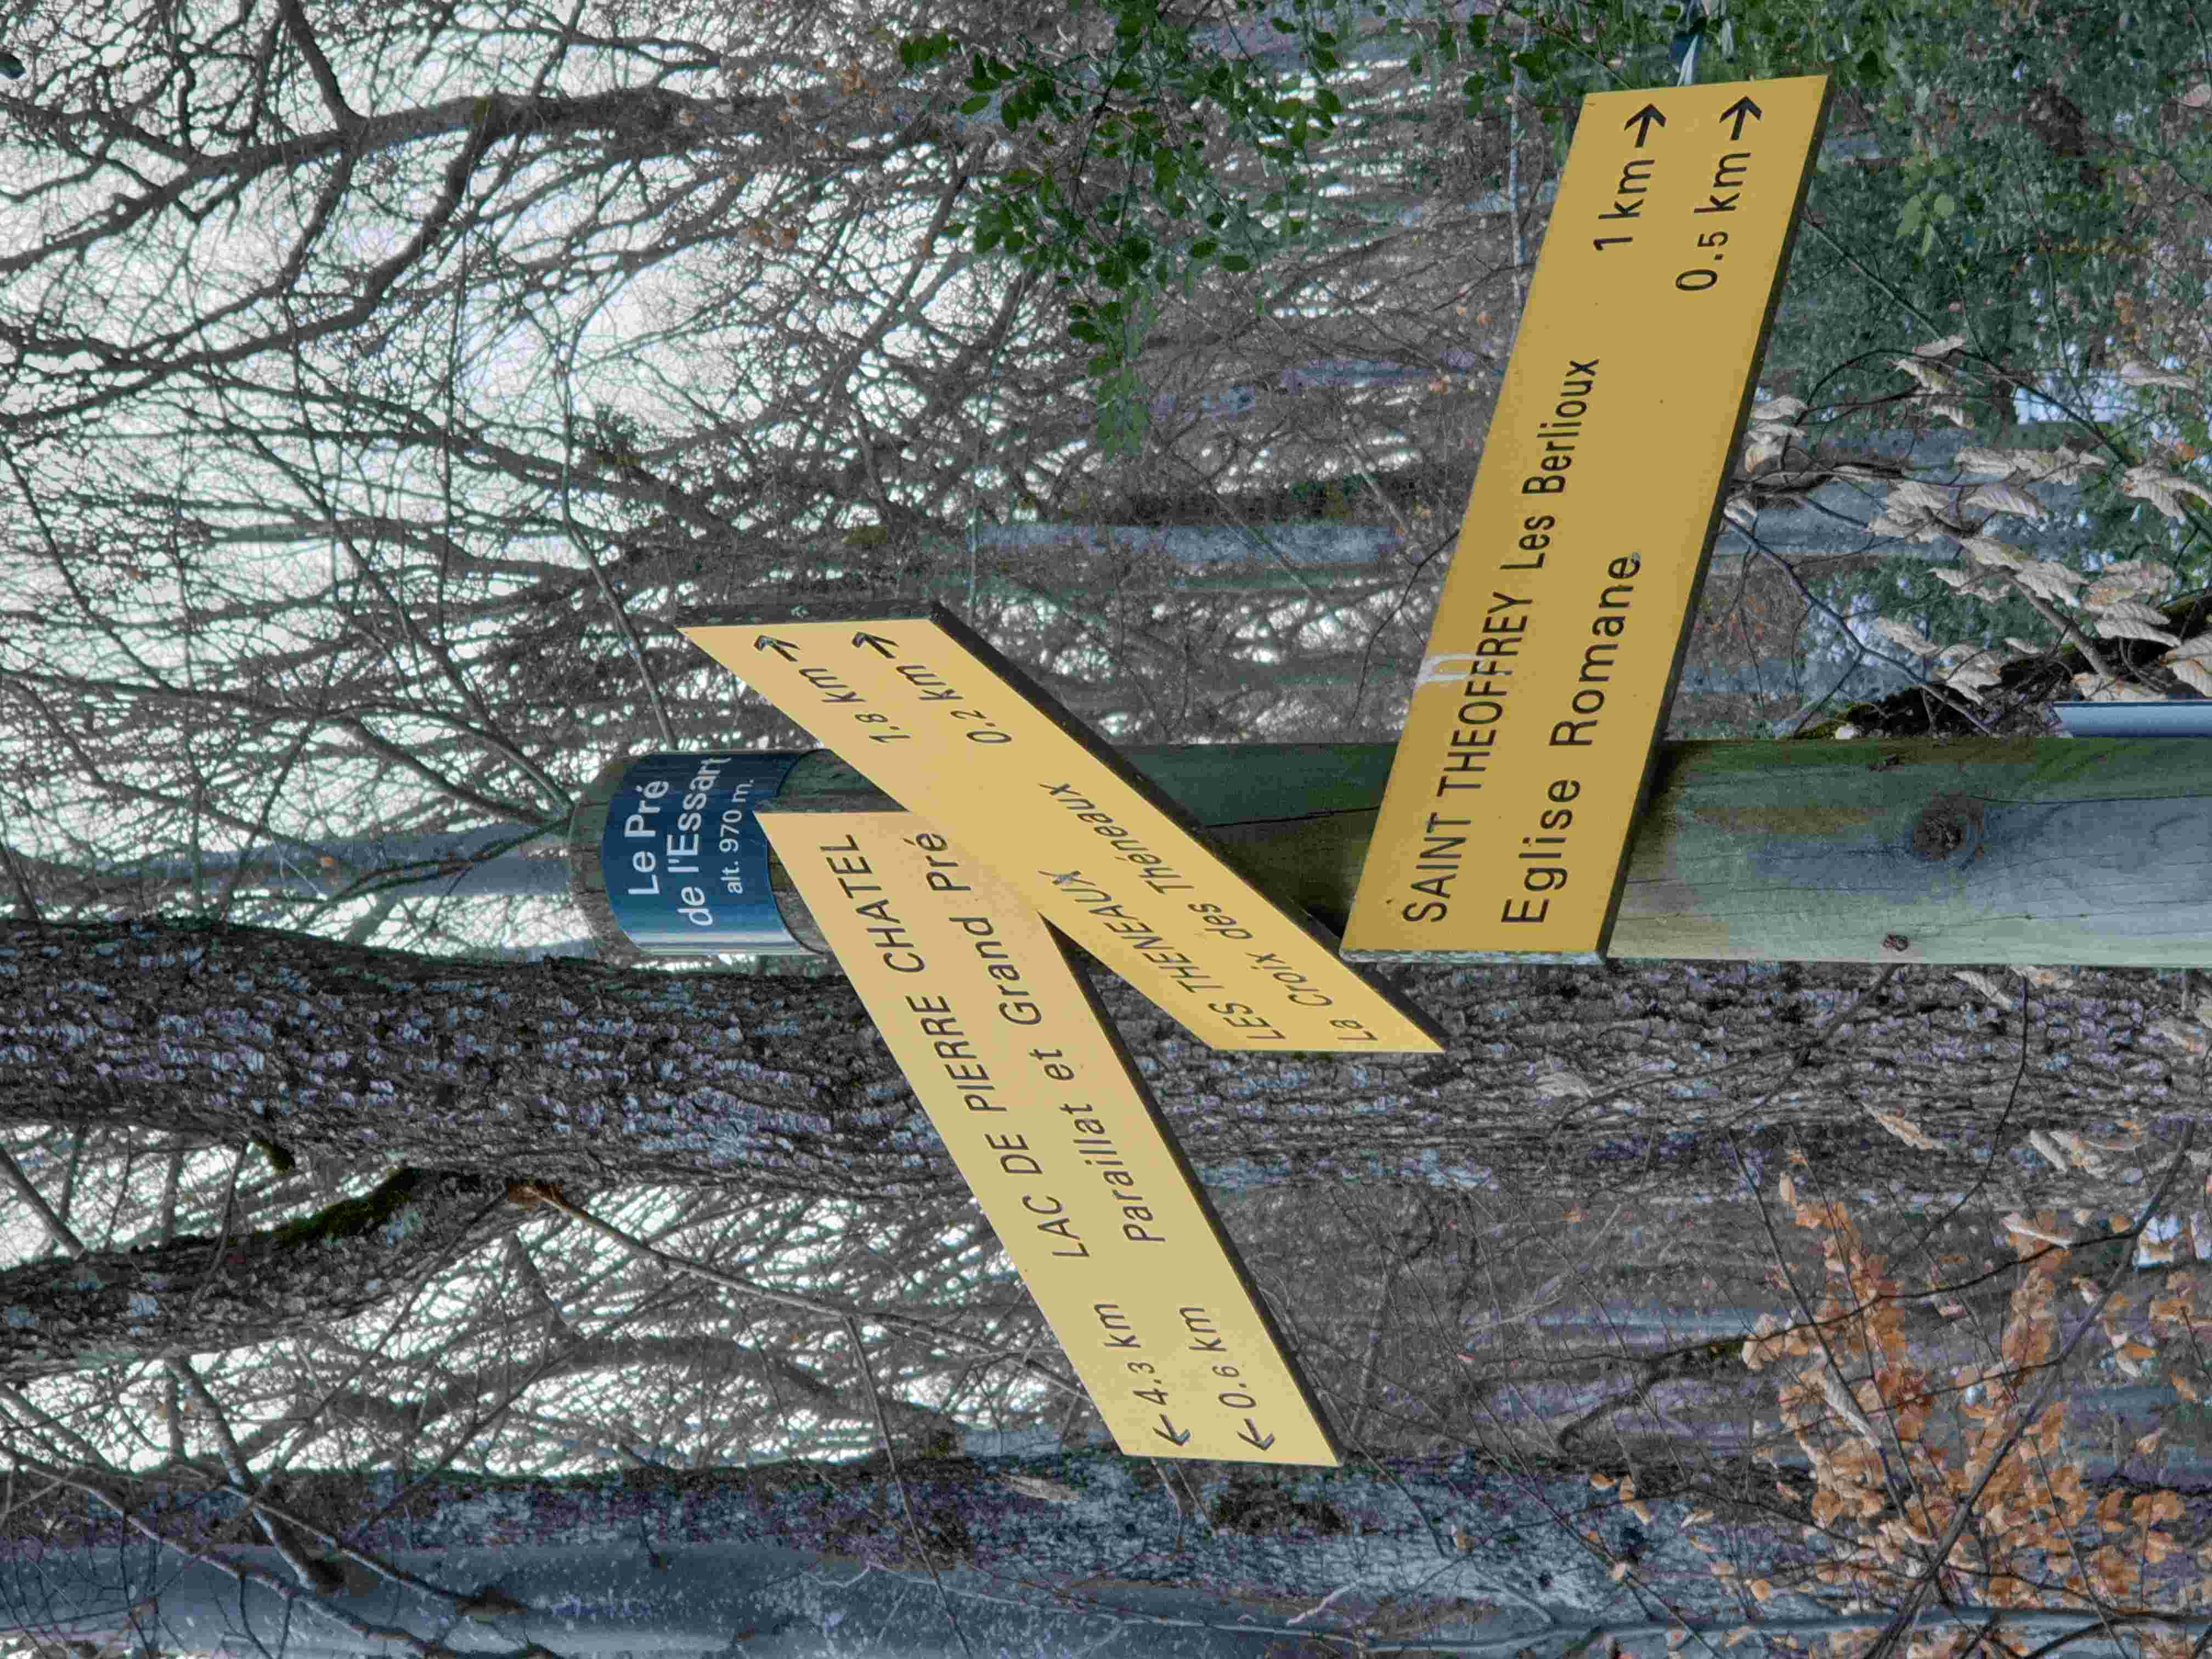 Le Pré
de l'Essart
alt. 970 m.
← 4.3 km LAC DE PIERRE CHATEL
← 0.6 km Paraillat et Grand Pré
LES THENEAUX 1.8 km →
La Croix des Théneaux 0.2 km →
SAINT THEOFFREY Les Berlioux 1 km →
Eglise Romane 0.5 km →